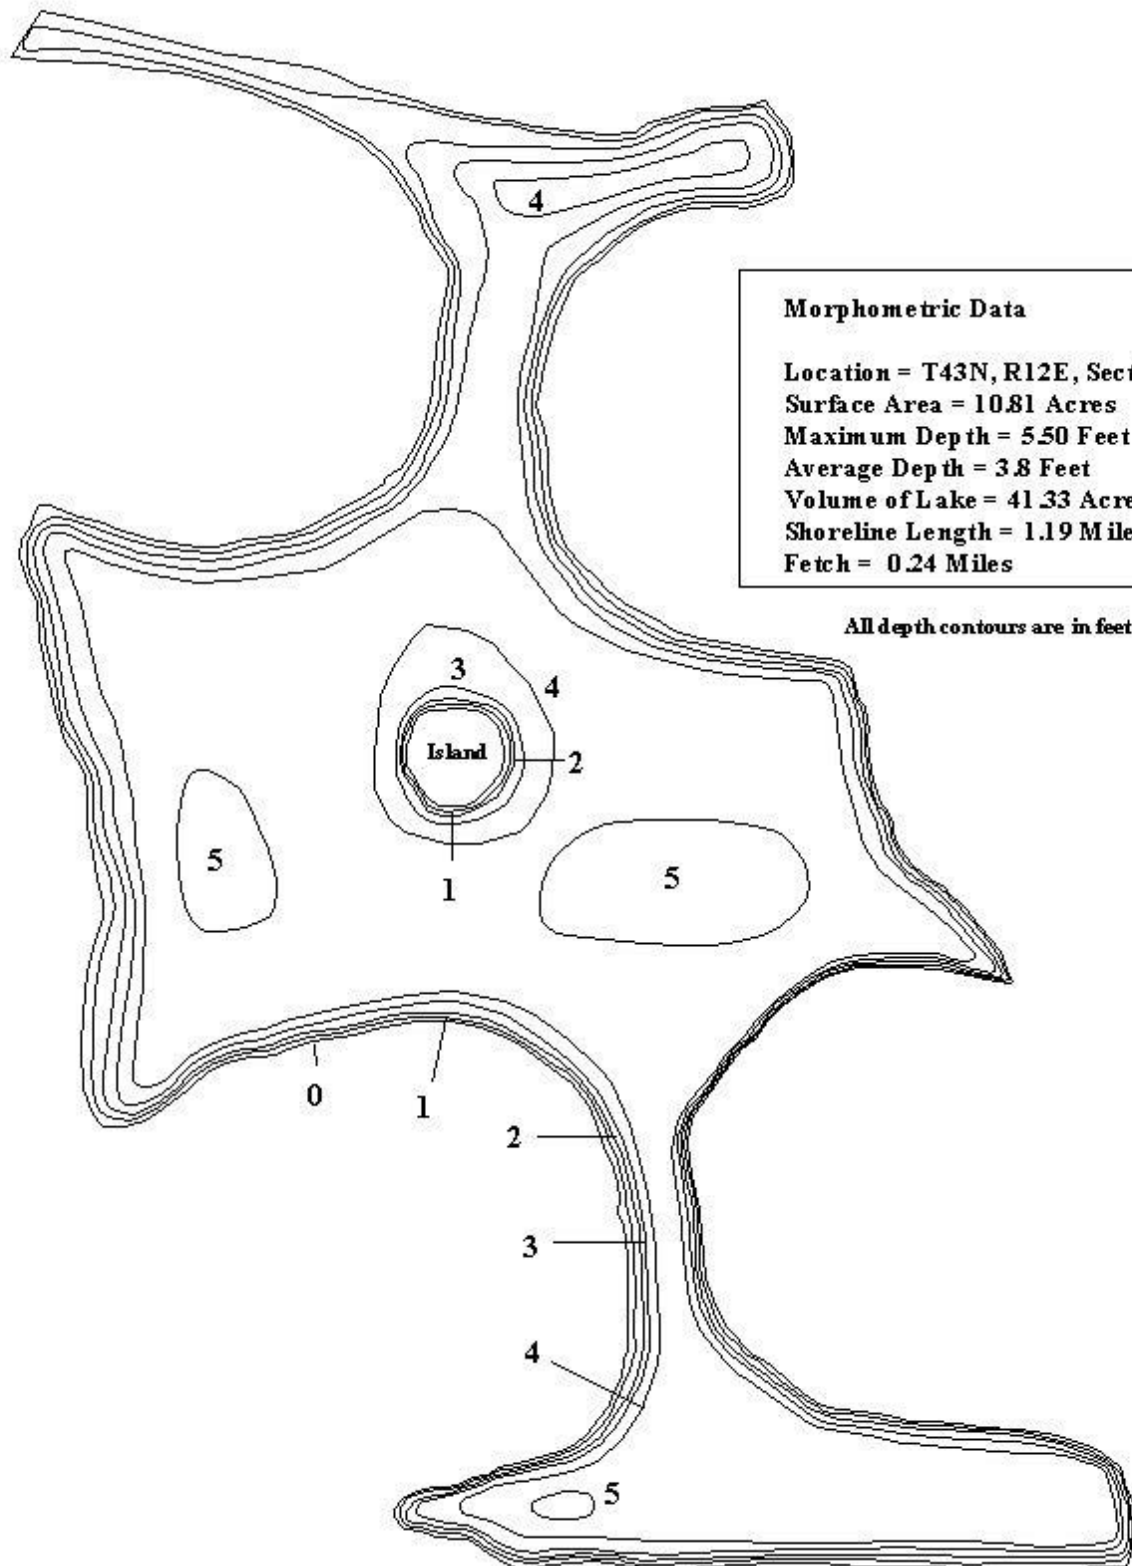 4
Morphometric Data
Location = T43N, R12E, Sect
Surface Area = 10.81 Acres
Maximum Depth = 5.50 Feet
Average Depth = 3.8 Feet
Volume of Lake = 41.33 Acre
Shoreline Length = 1.19 Mile
Fetch = 0.24 Miles
All depth contours are in feet
3
4
Island
2
5
5
1
0
1
2
3
4
5